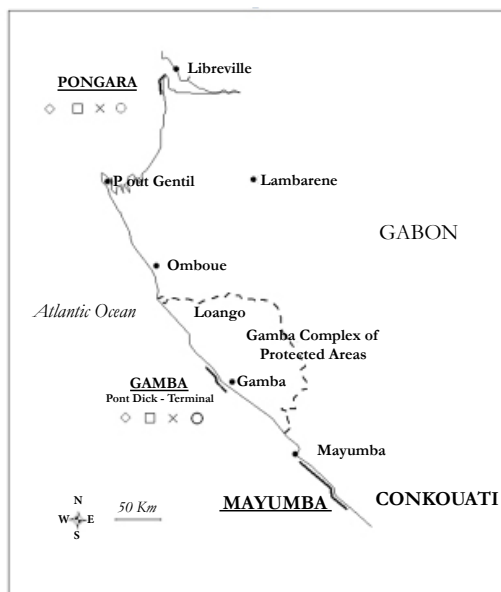 Libreville
PONGARA
P out Gentil
Lambarene
GABON
Omboue
Atlantic Ocean
Loango
Gamba Complex of
Protected Areas
GAMBA
Gamba
Pont Dick - Terminal
Mayumba
MAYUMBA
CONKOUATI
N
W E
S
50 Km